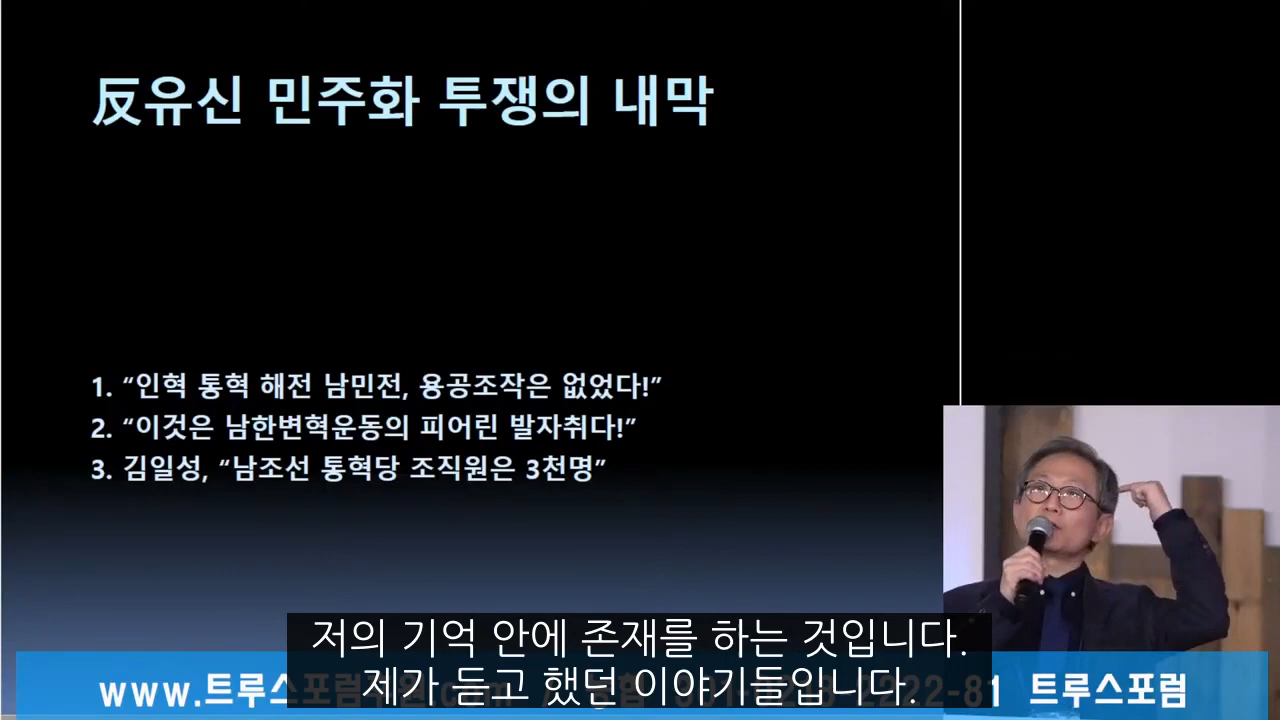 反유신 민주화 투쟁의 내막
1. “인혁 통혁 해전 남민전, 용공조작은 없었다!”
2. “이것은 남한변혁운동의 피어린 발자취다!”
3. 김일성, “남조선 통혁당 조직원은 3천명”
저의 기억 안에 존재를 하는 것입니다.
제가 듣고 했던 이야기들입니다.
www.트루스포럼 .com 2222-81 트루스포럼